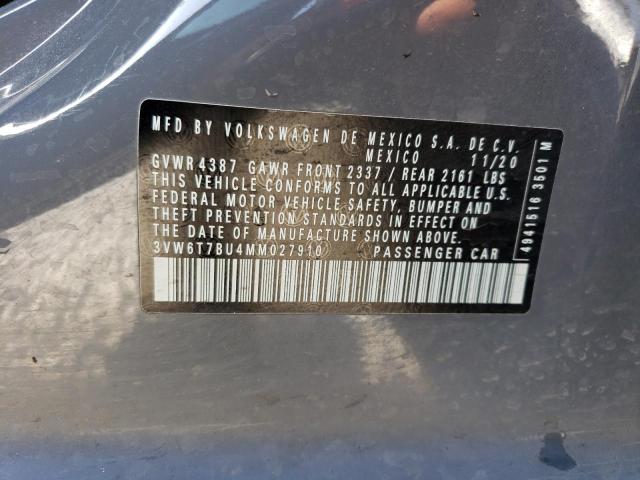 MFD BY VOLKSWAGEN DE MEXICO S.A. DE C.V.
MEXICO 11/20
GVWR 4387 GAWR FRONT 2337 / REAR 2161 LBS
THIS VEHICLE CONFORMS TO ALL APPLICABLE U.S.
FEDERAL MOTOR VEHICLE SAFETY, BUMPER AND
THEFT PREVENTION STANDARDS IN EFFECT ON
THE DATE OF MANUFACTURE SHOWN ABOVE.
3VW6T7BU4MM027910 PASSENGER CAR
4941516 3501 M